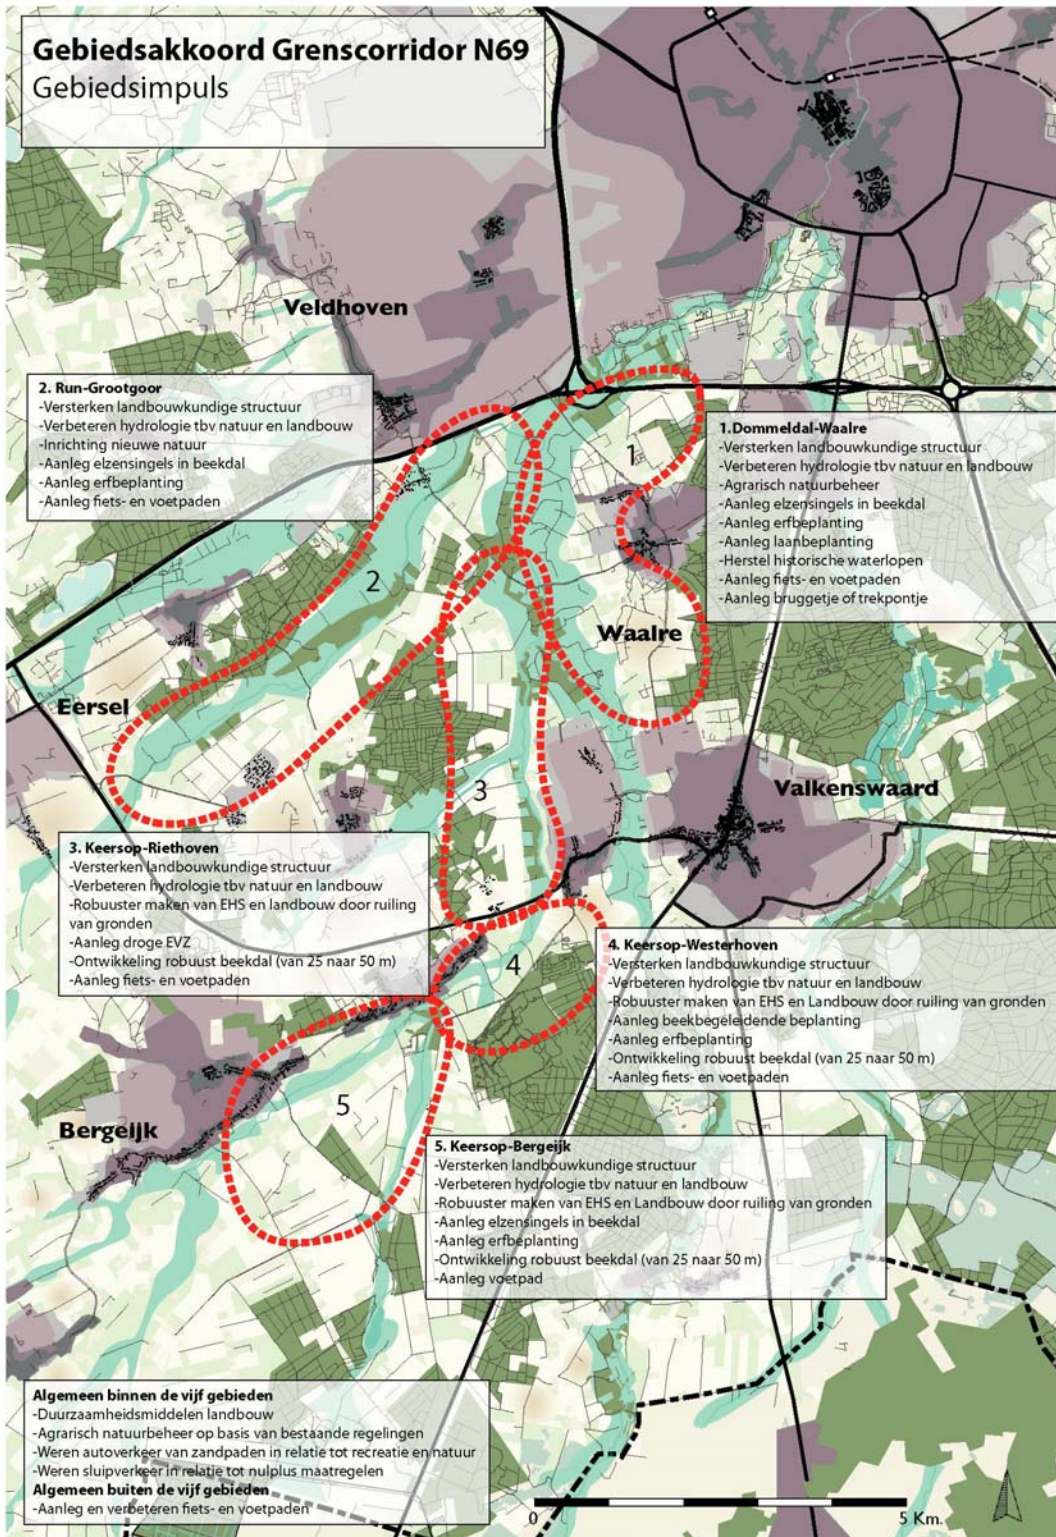 Gebiedsakkoord Grenscorridor N69
Gebiedsimpuls
Veldhoven
2. Run-Grootgoor
-Versterken landbouwkundige structuur
-Verbeteren hydrologie tbv natuur en landbouw
-Inrichting nieuwe natuur
-Aanleg elzensingels in beekdal
-Aanleg erfbeplanting
-Aanleg fiets- en voetpaden
1.Dommeldal-Waalre
-Versterken landbouwkundige structuur
-Verbeteren hydrologie tbv natuur en landbouw
-Agrarisch natuurbeheer
-Aanleg elzensingels in beekdal
-Aanleg erfbeplanting
-Aanleg laanbeplanting
-Herstel historische waterlopen
-Aanleg fiets- en voetpaden
-Aanleg bruggetje of trekpontje
1
2
Waalre
Eersel
3
Valkenswaard
3. Keersop-Riethoven
-Versterken landbouwkundige structuur
-Verbeteren hydrologie tbv natuur en landbouw
-Robuuster maken van EHS en landbouw door ruiling
van gronden
-Aanleg droge EVZ
-Ontwikkeling robuust beekdal (van 25 naar 50 m)
-Aanleg fiets- en voetpaden
4
4. Keersop-Westerhoven
-Versterken landbouwkundige structuur
-Verbeteren hydrologie tbv natuur en landbouw
-Robuuster maken van EHS en Landbouw door ruiling van gronden
-Aanleg beekbegeleidende beplanting
-Aanleg erfbeplanting
-Ontwikkeling robuust beekdal (van 25 naar 50 m)
-Aanleg fiets- en voetpaden
5
Bergeijk
5. Keersop-Bergeijk
-Versterken landbouwkundige structuur
-Verbeteren hydrologie tbv natuur en landbouw
-Robuuster maken van EHS en Landbouw door ruiling van gronden
-Aanleg elzensingels in beekdal
-Aanleg erfbeplanting
-Ontwikkeling robuust beekdal (van 25 naar 50 m)
-Aanleg voetpad
Algemeen binnen de vijf gebieden
-Duurzaamheidsmiddelen landbouw
-Agrarisch natuurbeheer op basis van bestaande regelingen
-Weren autoverkeer van zandpaden in relatie tot recreatie en natuur
-Weren sluipverkeer in relatie tot nulplus maatregelen
Algemeen buiten de vijf gebieden
-Aanleg en verbeteren fiets- en voetpaden
0 5 Km.